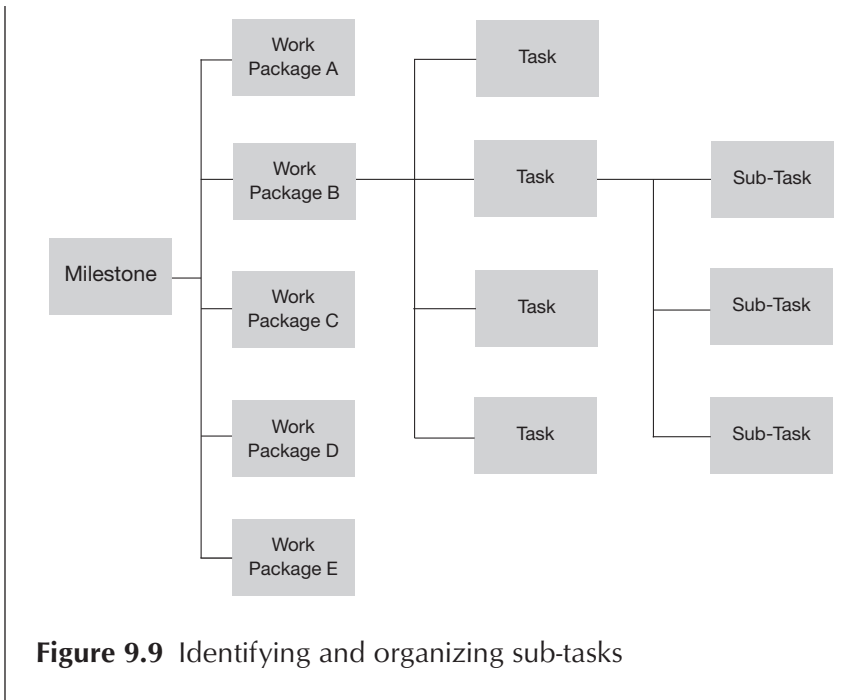 Work
Package A
Task
Work
Package B
Task
Sub-Task
Milestone
Work
Package C
Task
Sub-Task
Work
Package D
Task
Sub-Task
Work
Package E
Figure 9.9 Identifying and organizing sub-tasks